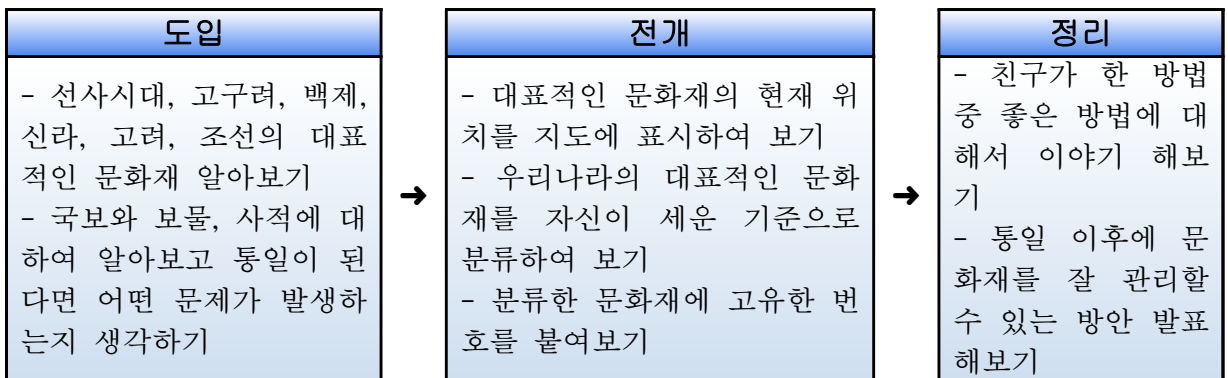 도입
- 선사시대, 고구려, 백제,
신라, 고려, 조선의 대표
적인 문화재 알아보기
- 국보와 보물, 사적에 대
하여 알아보고 통일이 된
다면 어떤 문제가 발생하
는지 생각하기
➜
전개
- 대표적인 문화재의 현재 위
치를 지도에 표시하여 보기
- 우리나라의 대표적인 문화
재를 자신이 세운 기준으로
분류하여 보기
- 분류한 문화재에 고유한 번
호를 붙여보기
➜
정리
- 친구가 한 방법
중 좋은 방법에 대
해서 이야기 해보
기
- 통일 이후에 문
화재를 잘 관리할
수 있는 방안 발표
해보기